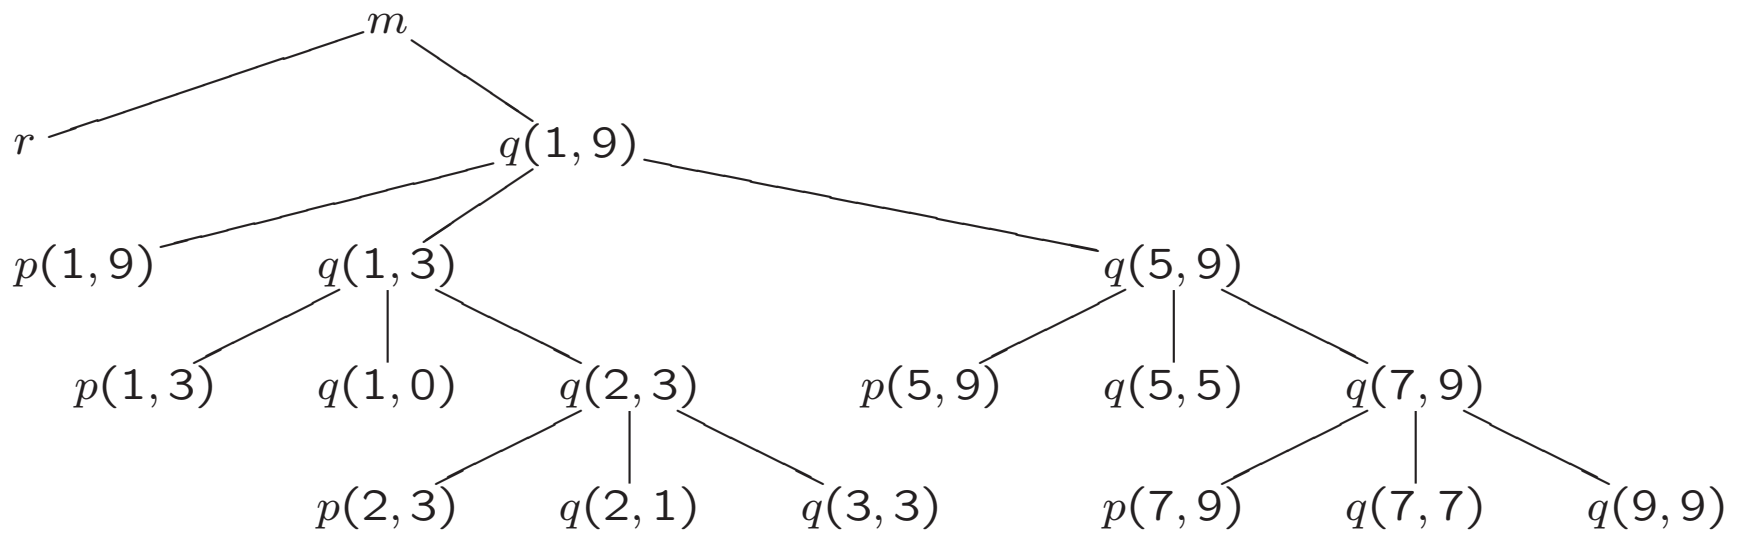 m
r q(1, 9)
p(1, 9) q(1, 3) q(5, 9)
p(1, 3) q(1, 0) q(2, 3) p(5, 9) q(5, 5) q(7, 9)
p(2, 3) q(2, 1) q(3, 3) p(7, 9) q(7, 7) q(9, 9)